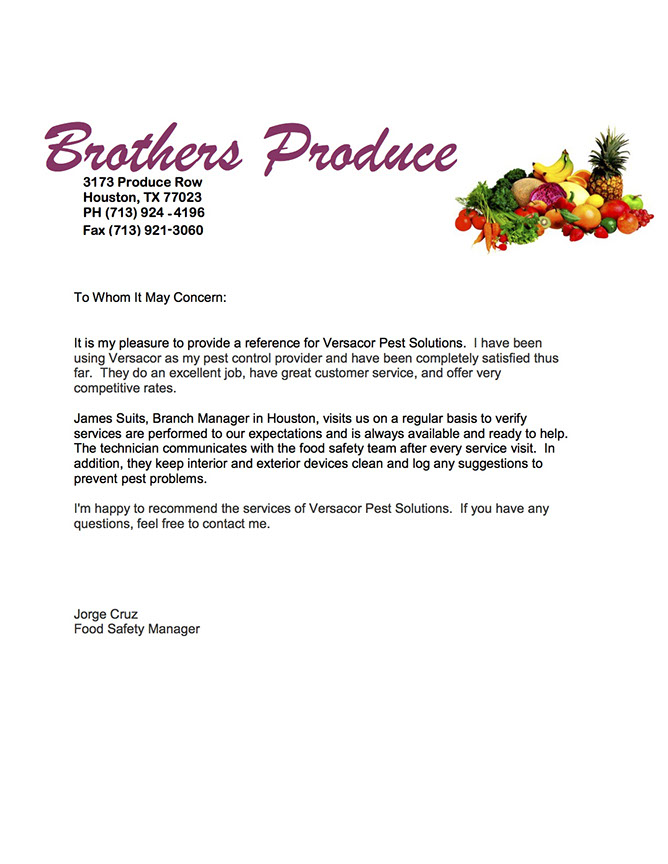 Brothers Produce
3173 Produce Row
Houston, TX 77023
PH (713) 924 - 4196
Fax (713) 921-3060
To Whom It May Concern:
It is my pleasure to provide a reference for Versacor Pest Solutions.  I have been
using Versacor as my pest control provider and have been completely satisfied thus
far.  They do an excellent job, have great customer service, and offer very
competitive rates.
James Suits, Branch Manager in Houston, visits us on a regular basis to verify
services are performed to our expectations and is always available and ready to help.
The technician communicates with the food safety team after every service visit.  In
addition, they keep interior and exterior devices clean and log any suggestions to
prevent pest problems.
I'm happy to recommend the services of Versacor Pest Solutions.  If you have any
questions, feel free to contact me.
Jorge Cruz
Food Safety Manager